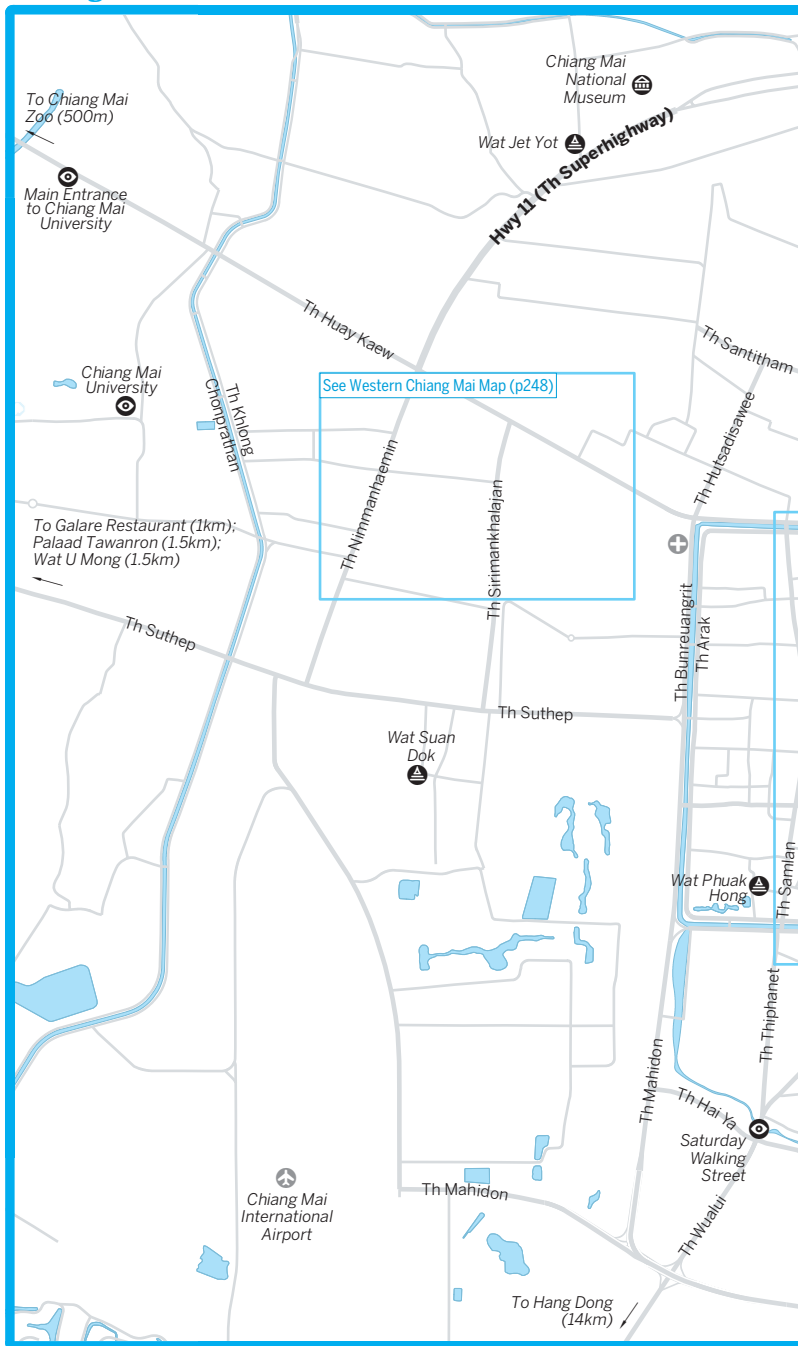 Chiang Mai
National
Museum
To Chiang Mai
Zoo (500m)
Wat Jet Yot
Hwy 11 (Th Superhighway)
Main Entrance
to Chiang Mai
University
Th Huay Kaew
Th Santitham
Chiang Mai
University
See Western Chiang Mai Map (p248)
Th Khlong
Chonprathan
Th Hutsadisawee
Th Nimmanhaemin
Th Sirimankhalajan
To Galare Restaurant (1km);
Palaad Tawanron (1.5km);
Wat U Mong (1.5km)
Th Bunreuangrit
Th Arak
Th Suthep
Th Suthep
Wat Suan
Dok
Wat Phuak
Hong
Th Samlan
Th Thiphanet
Th Mahidon
Th Hai Ya
Saturday
Walking
Street
Th Mahidon
Chiang Mai
International
Airport
Th Wualui
To Hang Dong
(14km)